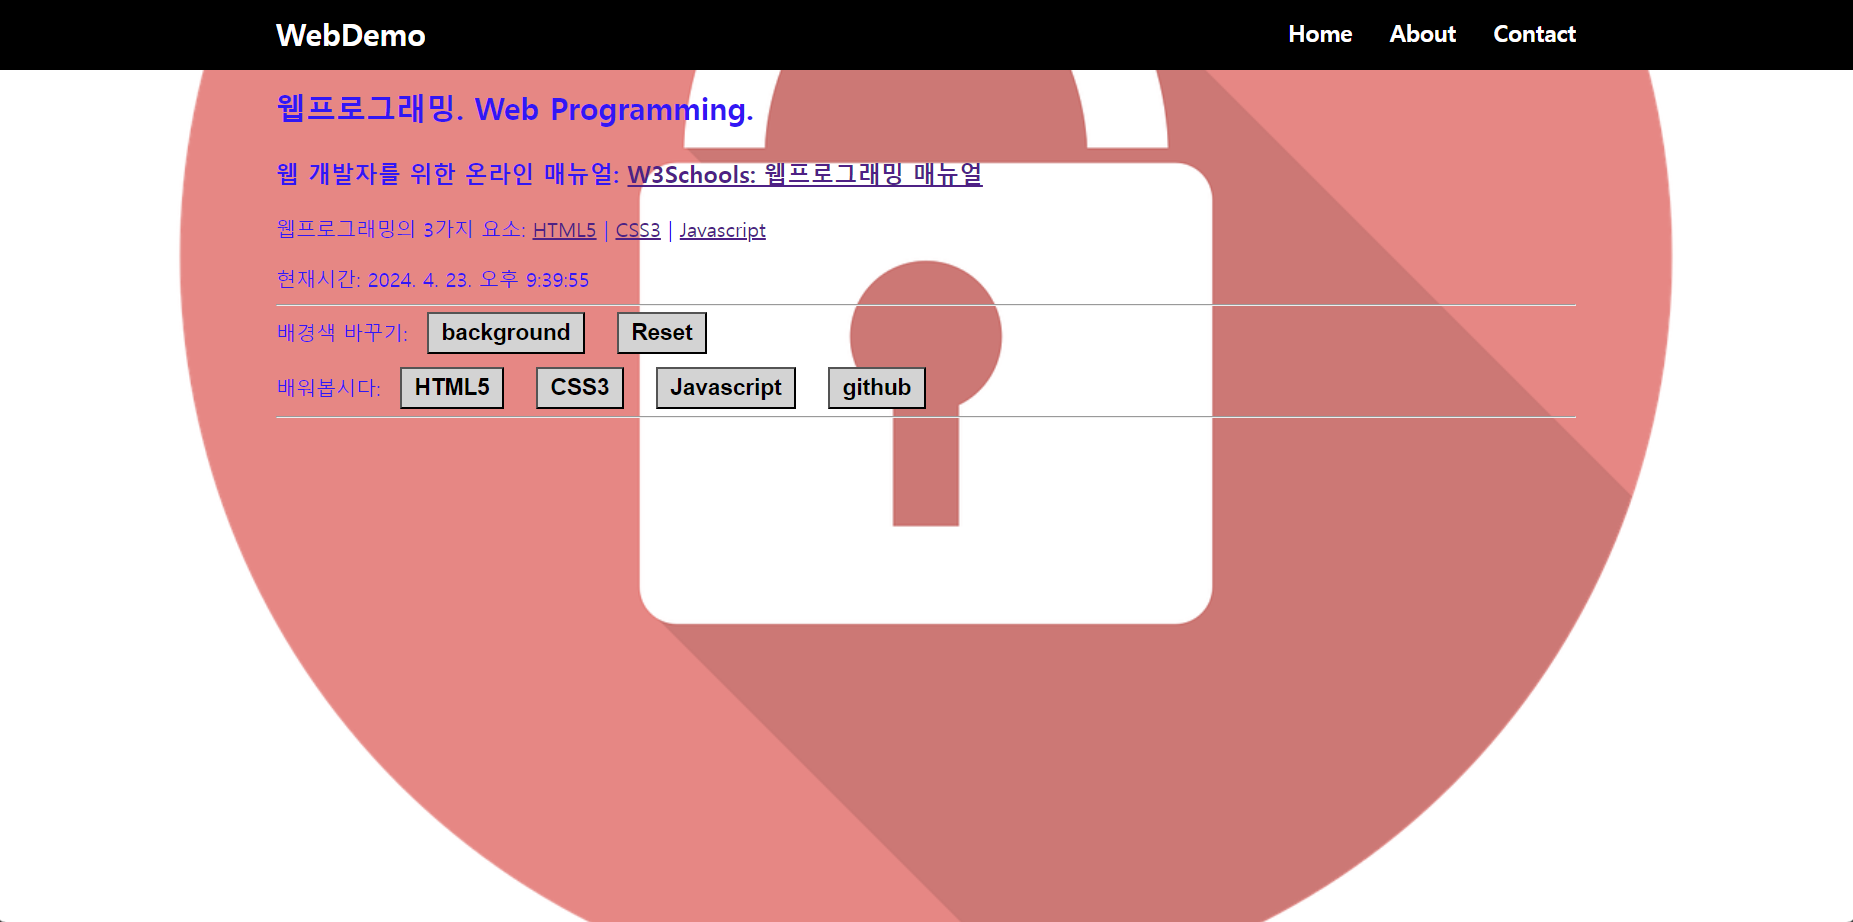 WebDemo Home About Contact
웹프로그래밍. Web Programming.
웹 개발자를 위한 온라인 매뉴얼: W3Schools: 웹프로그래밍 매뉴얼
웹프로그래밍의 3가지 요소: HTML5 | CSS3 | Javascript
현재시간: 2024. 4. 23. 오후 9:39:55
배경색 바꾸기: background Reset
배워봅시다: HTML5 CSS3 Javascript github